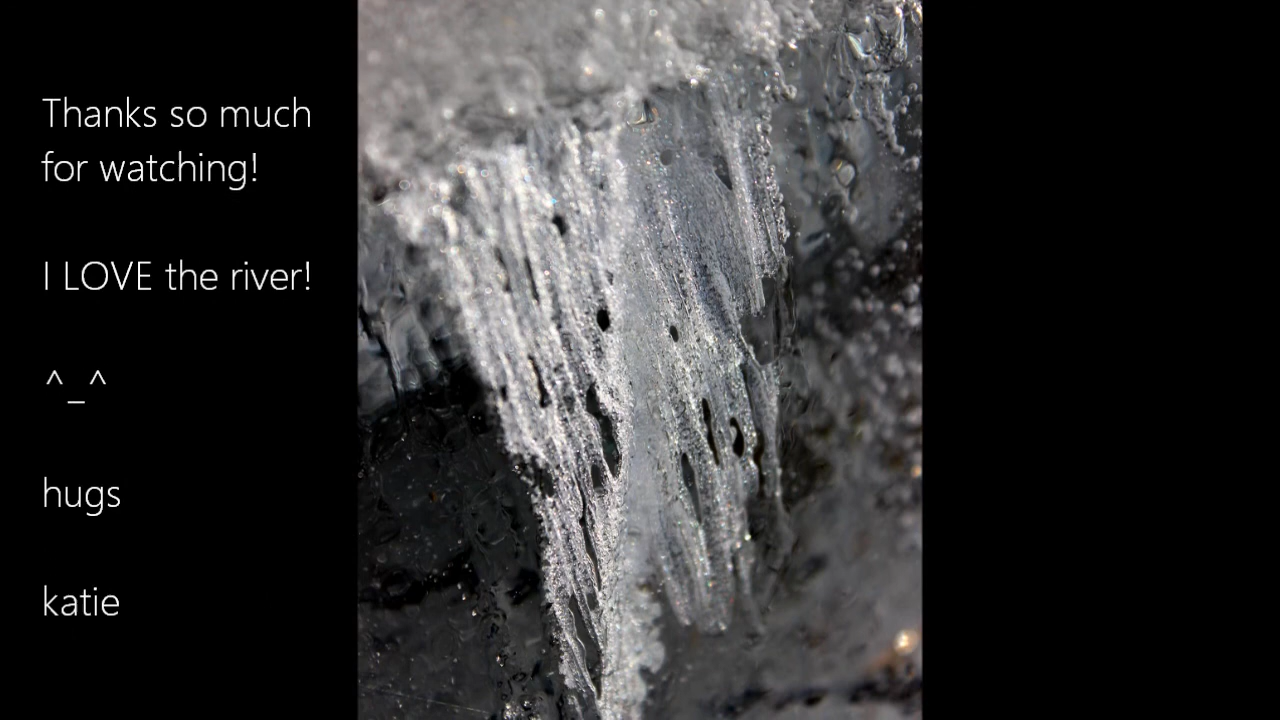 Thanks so much
for watching!
I LOVE the river!
^_^
hugs
katie